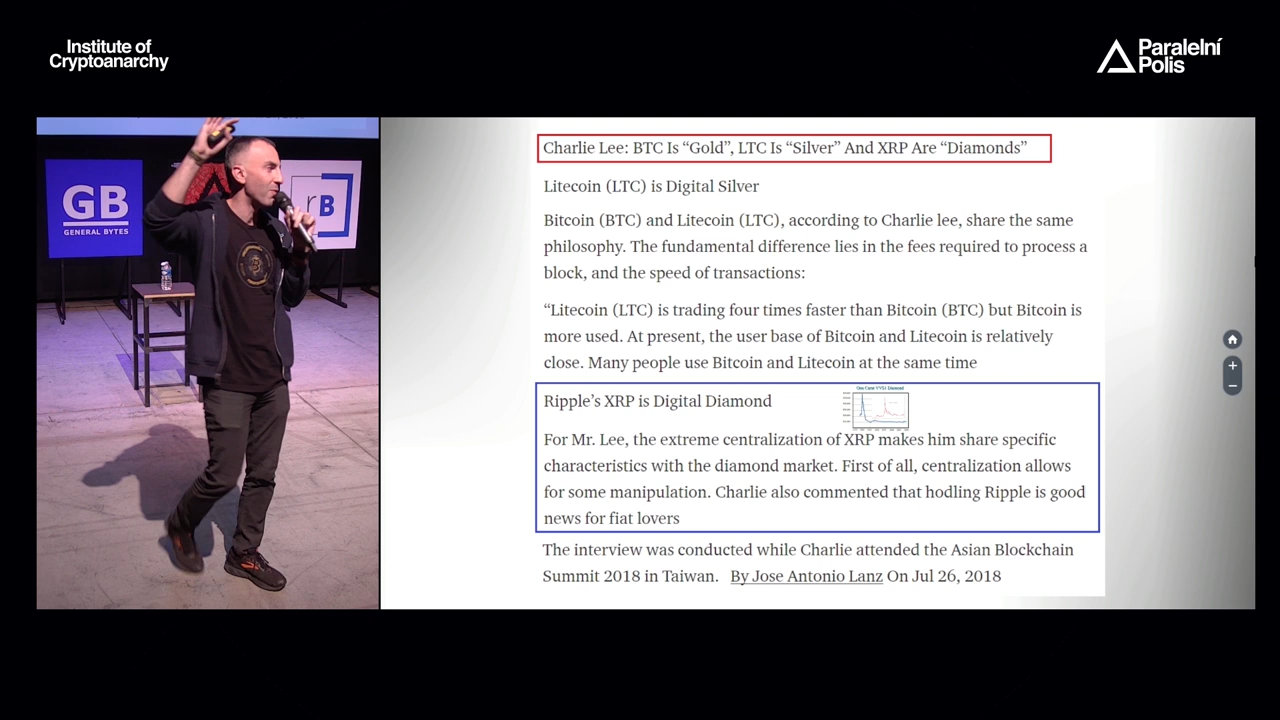 Institute of
Cryptoanarchy
Paralelní
Polis
GB
GENERAL BYTES
rB
Charlie Lee: BTC Is “Gold”, LTC Is “Silver” And XRP Are “Diamonds”
Litecoin (LTC) is Digital Silver
Bitcoin (BTC) and Litecoin (LTC), according to Charlie lee, share the same
philosophy. The fundamental difference lies in the fees required to process a
block, and the speed of transactions:
“Litecoin (LTC) is trading four times faster than Bitcoin (BTC) but Bitcoin is
more used. At present, the user base of Bitcoin and Litecoin is relatively
close. Many people use Bitcoin and Litecoin at the same time
Ripple’s XRP is Digital Diamond
One Carat VVS1 Diamond
For Mr. Lee, the extreme centralization of XRP makes him share specific
characteristics with the diamond market. First of all, centralization allows
for some manipulation. Charlie also commented that hodling Ripple is good
news for fiat lovers
The interview was conducted while Charlie attended the Asian Blockchain
Summit 2018 in Taiwan. By Jose Antonio Lanz On Jul 26, 2018